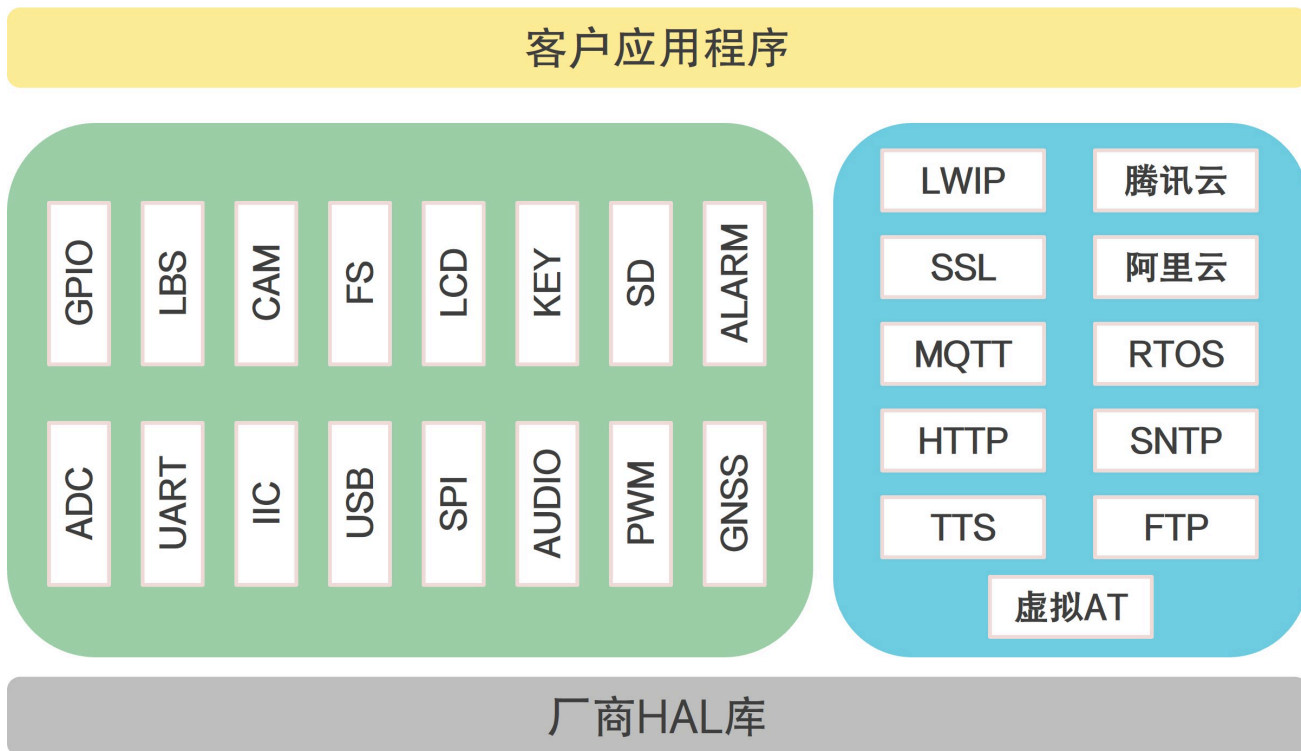 客户应用程序
GPIO
LBS
CAM
FS
LCD
KEY
SD
ALARM
ADC
UART
IIC
USB
SPI
AUDIO
PWM
GNSS
LWIP
腾讯云
SSL
阿里云
MQTT
RTOS
HTTP
SNTP
TTS
FTP
虚拟AT
厂商HAL库